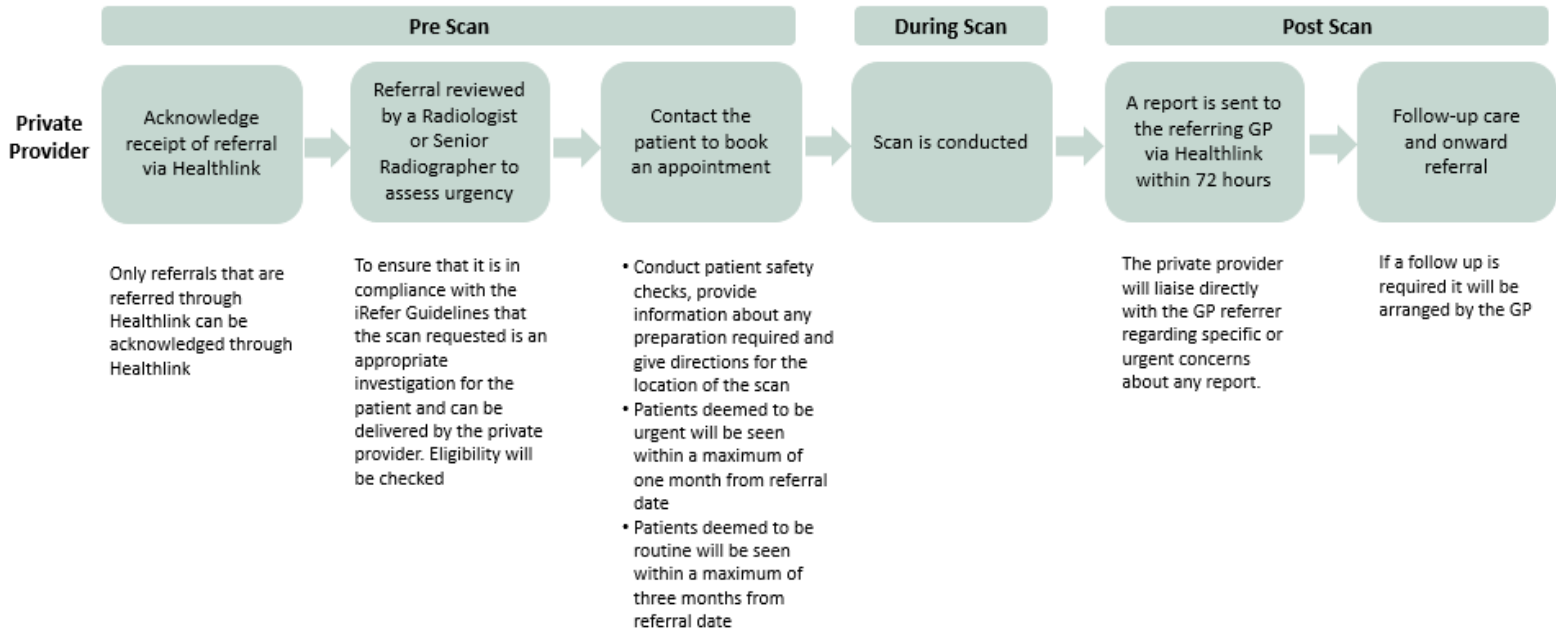 Pre Scan
During Scan
Post Scan
Private
Provider
Acknowledge
receipt of referral
via Healthlink
Referral reviewed
by a Radiologist
or Senior
Radiographer to
assess urgency
Contact the
patient to book
an appointment
Scan is conducted
A report is sent to
the referring GP
via Healthlink
within 72 hours
Follow-up care
and onward
referral
Only referrals that are
referred through
Healthlink can be
acknowledged through
Healthlink
To ensure that it is in
compliance with the
iRefer Guidelines that
the scan requested is an
appropriate
investigation for the
patient and can be
delivered by the private
provider. Eligibility will
be checked
• Conduct patient safety
checks, provide
information about any
preparation required and
give directions for the
location of the scan
• Patients deemed to be
urgent will be seen
within a maximum of
one month from referral
date
• Patients deemed to be
routine will be seen
within a maximum of
three months from
referral date
The private provider
will liaise directly
with the GP referrer
regarding specific or
urgent concerns
about any report.
If a follow up is
required it will be
arranged by the GP